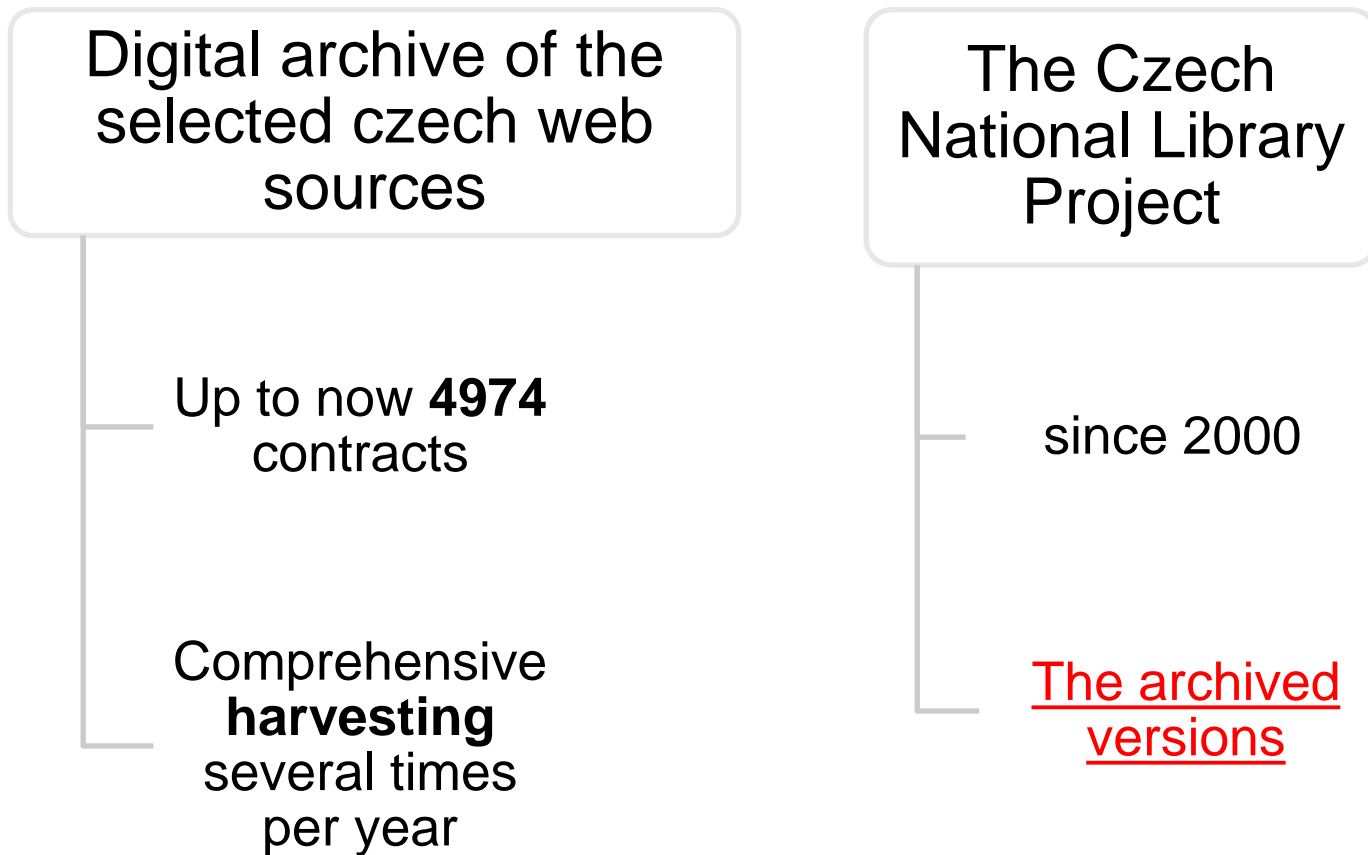 Digital archive of the
selected czech web
sources
Up to now 4974
contracts
Comprehensive
harvesting
several times
per year
The Czech
National Library
Project
since 2000
The archived
versions